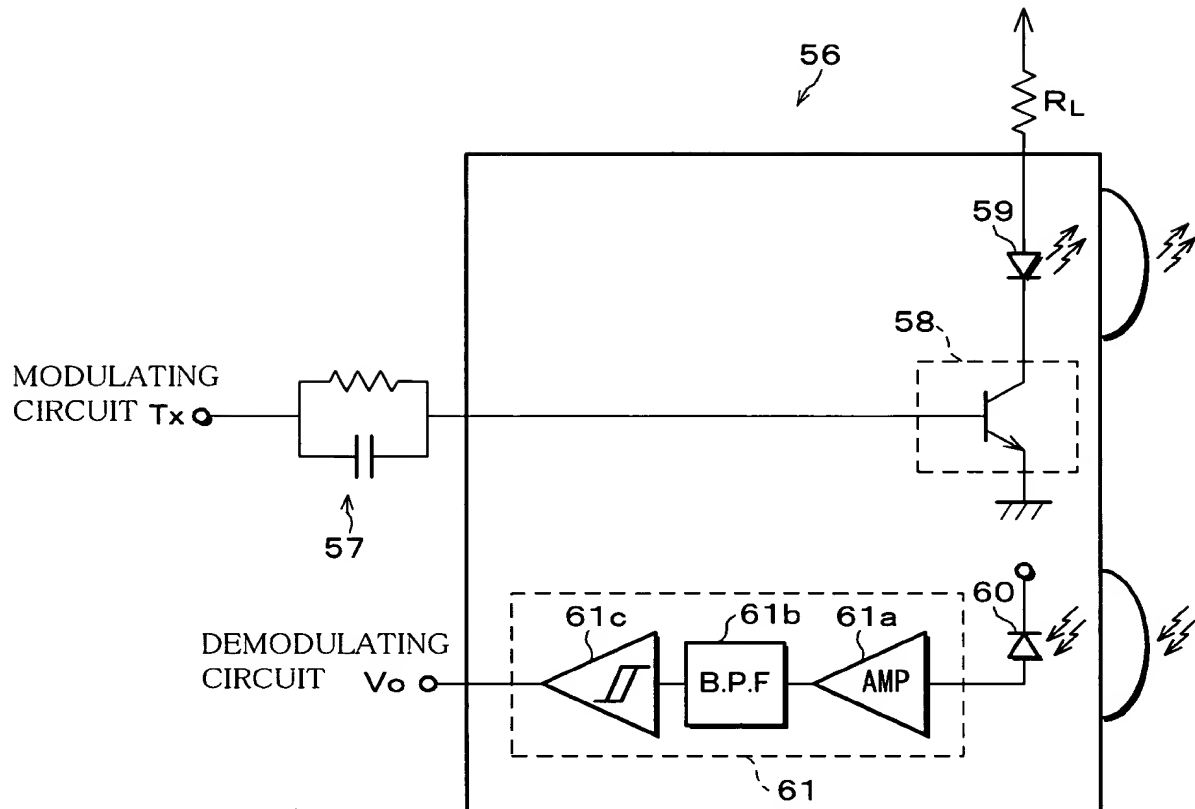 56
RL
59
58
MODULATING
CIRCUIT Tx
57
60
61c
61b
61a
DEMODULATING
CIRCUIT Vo
B.P.F
AMP
61